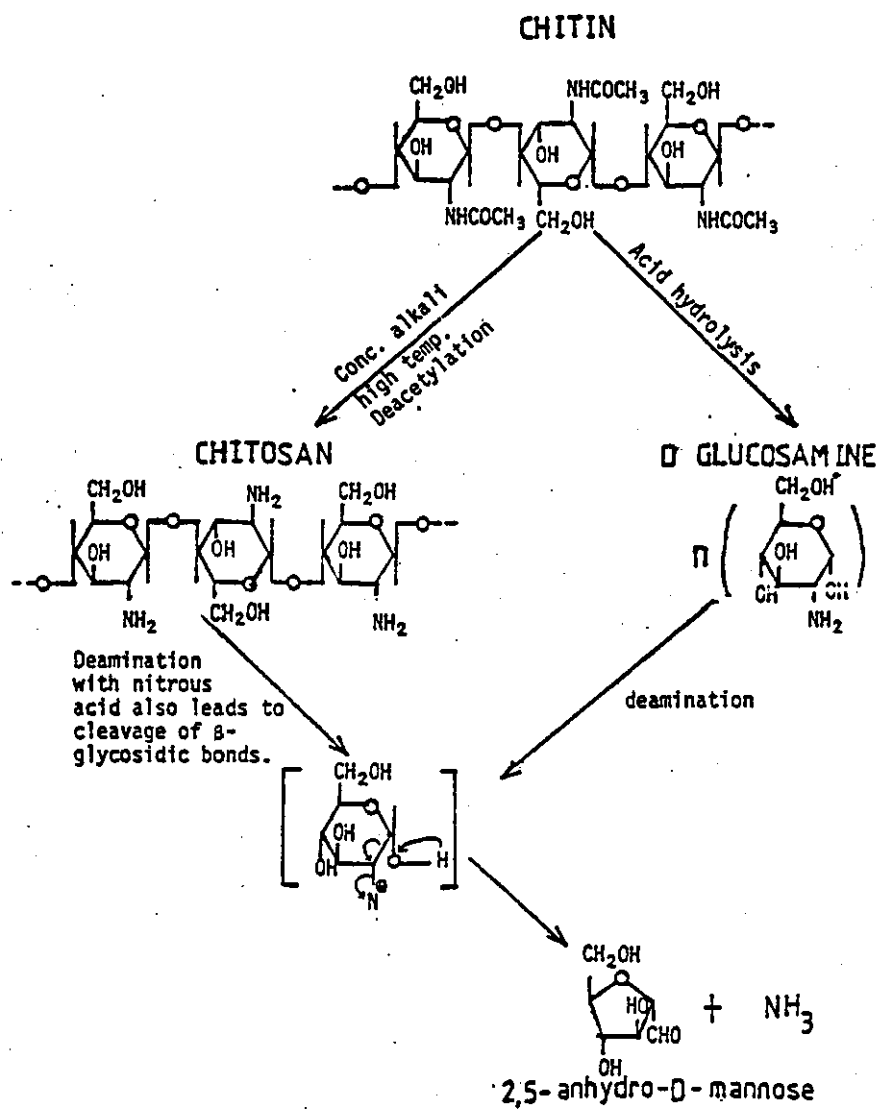 CHITIN
CH2OH NHCOCH3 CH2OH
O O O
OH OH OH
O O O
NHCOCH3 CH2OH NHCOCH3
Conc. alkali
high temp.
Deacetylation
Acid hydrolysis
CHITOSAN
CH2OH NH2 CH2OH
O O O O
OH OH OH
O O O
NH2 CH2OH NH2
D GLUCOSAMINE
CH2OH
O
n ( OH )
OH OH
NH2
Deamination
with nitrous
acid also leads to
cleavage of β-
glycosidic bonds.
deamination
CH2OH
O
OH
OH O H
N⊕
CH2OH
O
HO
CHO
OH
+ NH3
2,5-anhydro-D-mannose